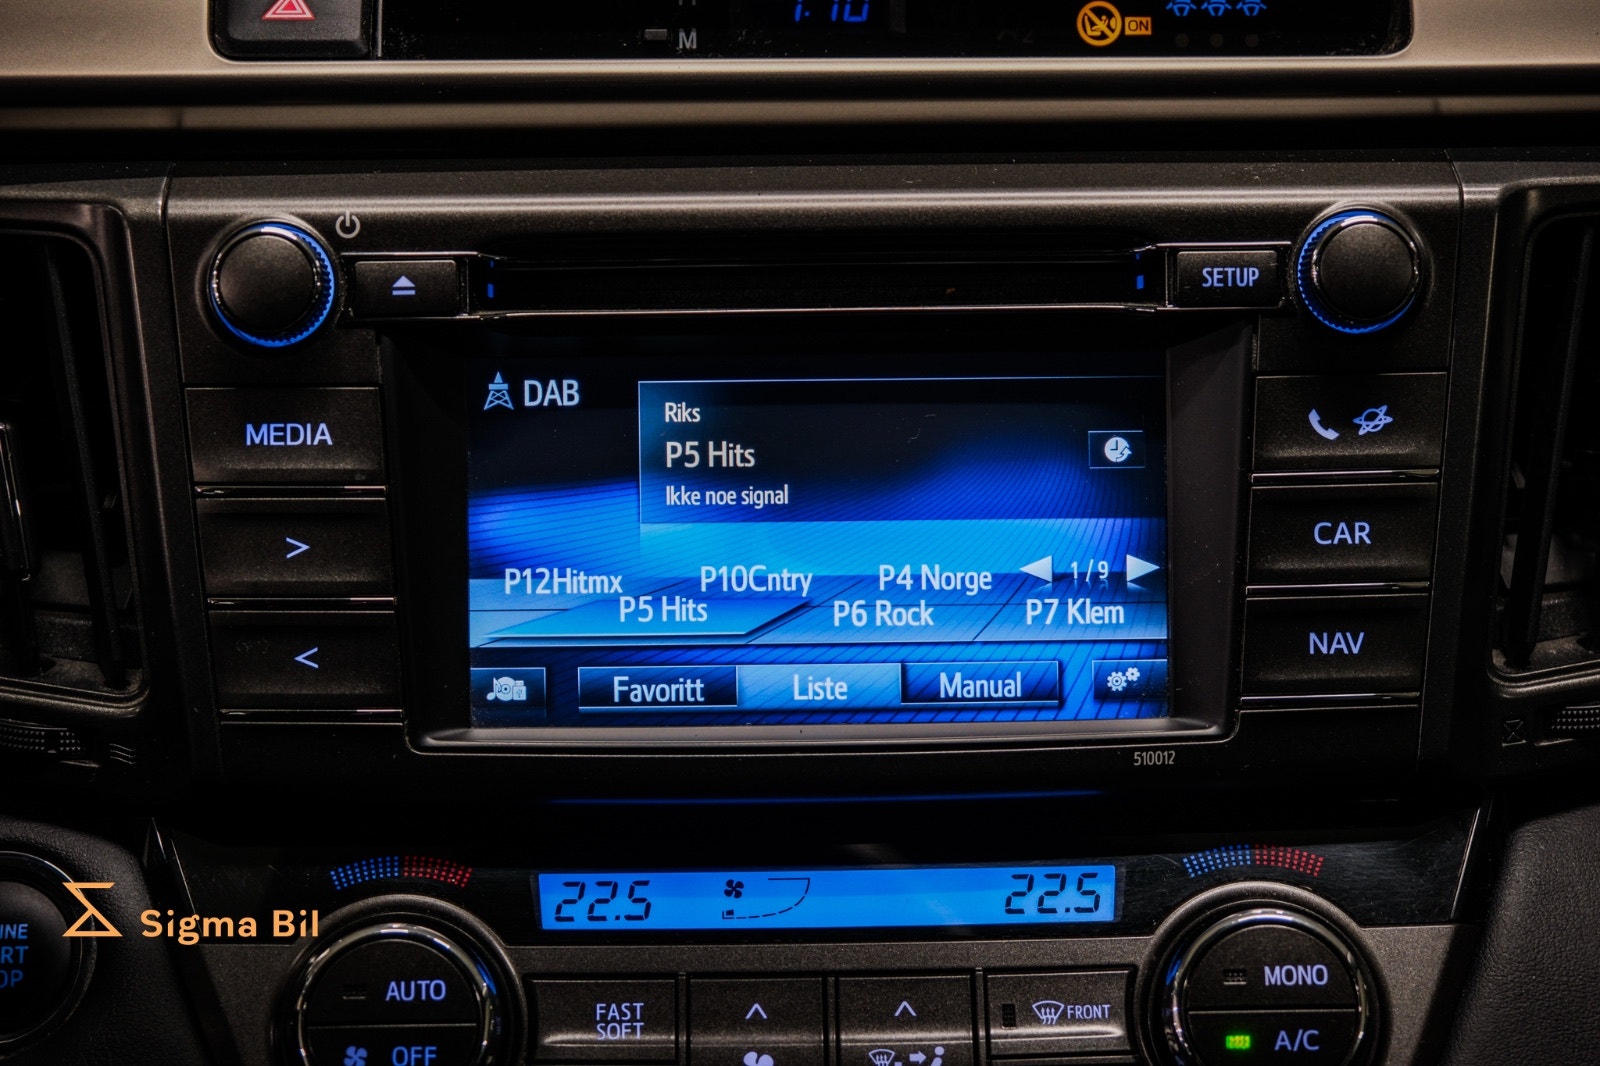 M
1:10
ON
SETUP
MEDIA
>
<
DAB
Riks
P5 Hits
Ikke noe signal
P12Hitmx
P10Cntry
P4 Norge
1 / 9
P5 Hits
P6 Rock
P7 Klem
Favoritt
Liste
Manual
CAR
NAV
510012
22.5
22.5
Sigma Bil
AUTO
OFF
FAST
SOFT
FRONT
MONO
A/C